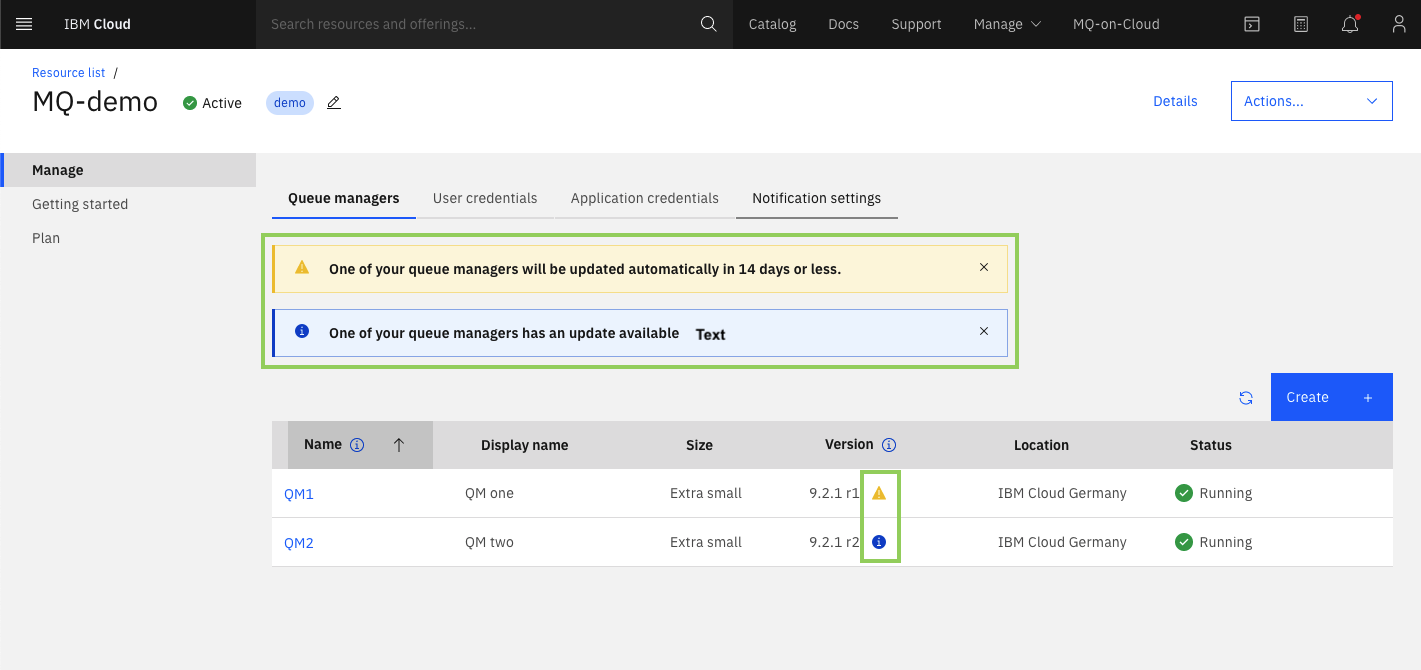 IBM Cloud
Search resources and offerings...
Catalog
Docs
Support
Manage
MQ-on-Cloud
Resource list /
MQ-demo
Active
demo
Details
Actions...
Manage
Getting started
Plan
Queue managers
User credentials
Application credentials
Notification settings
One of your queue managers will be updated automatically in 14 days or less.
One of your queue managers has an update available Text
Create +
Name Display name Size Version Location Status
QM1 QM one Extra small 9.2.1 r1 IBM Cloud Germany Running
QM2 QM two Extra small 9.2.1 r2 IBM Cloud Germany Running